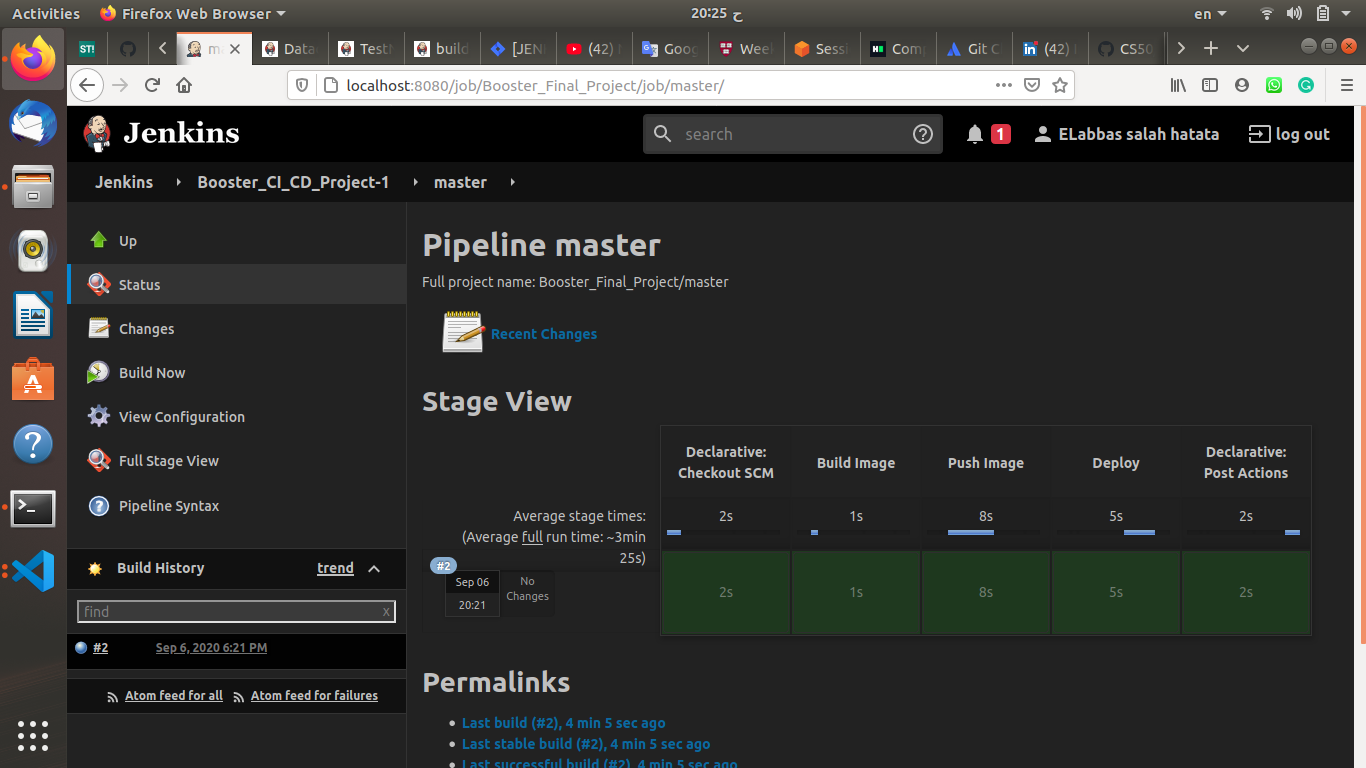 Activities
Firefox Web Browser
20:25 ح
en
ST!
ma
Data
Testh
build
[JEN
(42)
Goog
Week
Sessi
Comp
Git C
(42)
CS50
localhost:8080/job/Booster_Final_Project/job/master/
Jenkins
search
1
ELabbas salah hatata
log out
Jenkins
Booster_CI_CD_Project-1
master
Up
Status
Changes
Build Now
View Configuration
Full Stage View
Pipeline Syntax
Build History
trend
find
x
#2
Sep 6, 2020 6:21 PM
Atom feed for all
Atom feed for failures
Pipeline master
Full project name: Booster_Final_Project/master
Recent Changes
Stage View
Declarative:
Checkout SCM
Build Image
Push Image
Deploy
Declarative:
Post Actions
Average stage times:
(Average full run time: ~3min
25s)
2s
1s
8s
5s
2s
#2
Sep 06
20:21
No
Changes
2s
1s
8s
5s
2s
Permalinks
Last build (#2), 4 min 5 sec ago
Last stable build (#2), 4 min 5 sec ago
Last successful build (#2), 4 min 5 sec ago